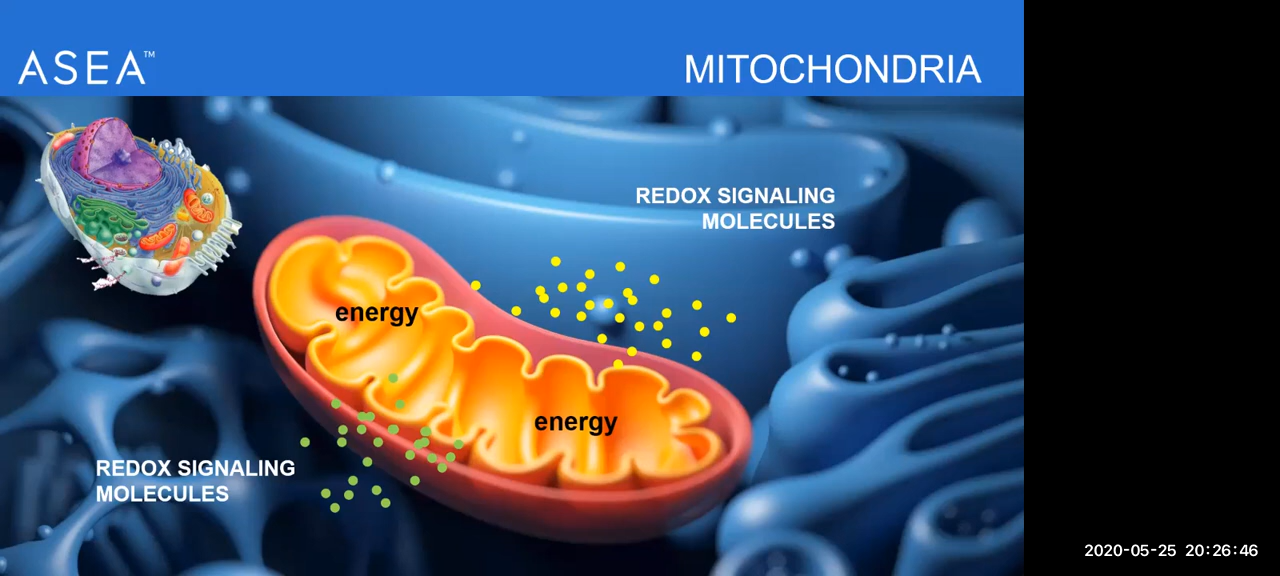 ASEA™
MITOCHONDRIA
REDOX SIGNALING
MOLECULES
energy
energy
REDOX SIGNALING
MOLECULES
2020-05-25 20:26:46